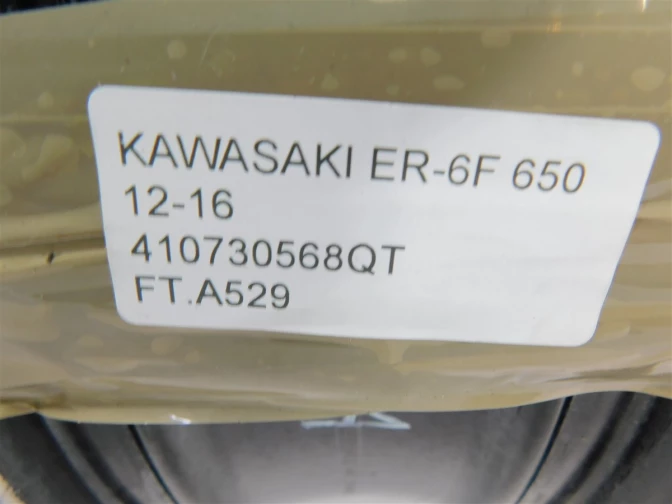 KAWASAKI ER-6F 650
12-16
410730568QT
FT.A529